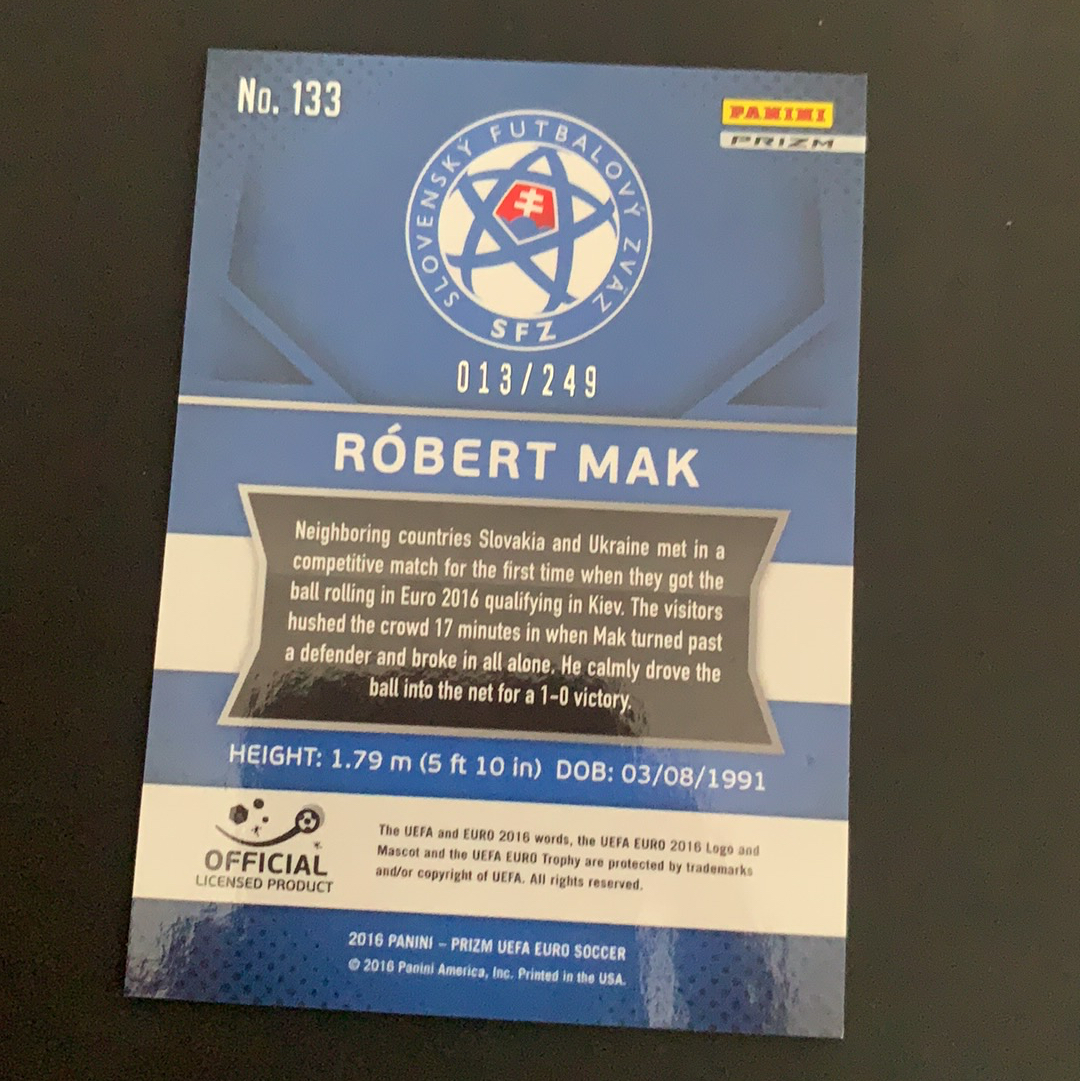 No. 133
PANINI
PRIZM
SLOVENSKÝ FUTBALOVÝ ZVÄZ
SFZ
013/249
RÓBERT MAK
Neighboring countries Slovakia and Ukraine met in a
competitive match for the first time when they got the
ball rolling in Euro 2016 qualifying in Kiev. The visitors
hushed the crowd 17 minutes in when Mak turned past
a defender and broke in all alone. He calmly drove the
ball into the net for a 1-0 victory.
HEIGHT: 1.79 m (5 ft 10 in) DOB: 03/08/1991
OFFICIAL
LICENSED PRODUCT
The UEFA and EURO 2016 words, the UEFA EURO 2016 Logo and
Mascot and the UEFA EURO Trophy are protected by trademarks
and/or copyright of UEFA. All rights reserved.
2016 PANINI – PRIZM UEFA EURO SOCCER
© 2016 Panini America, Inc. Printed in the USA.